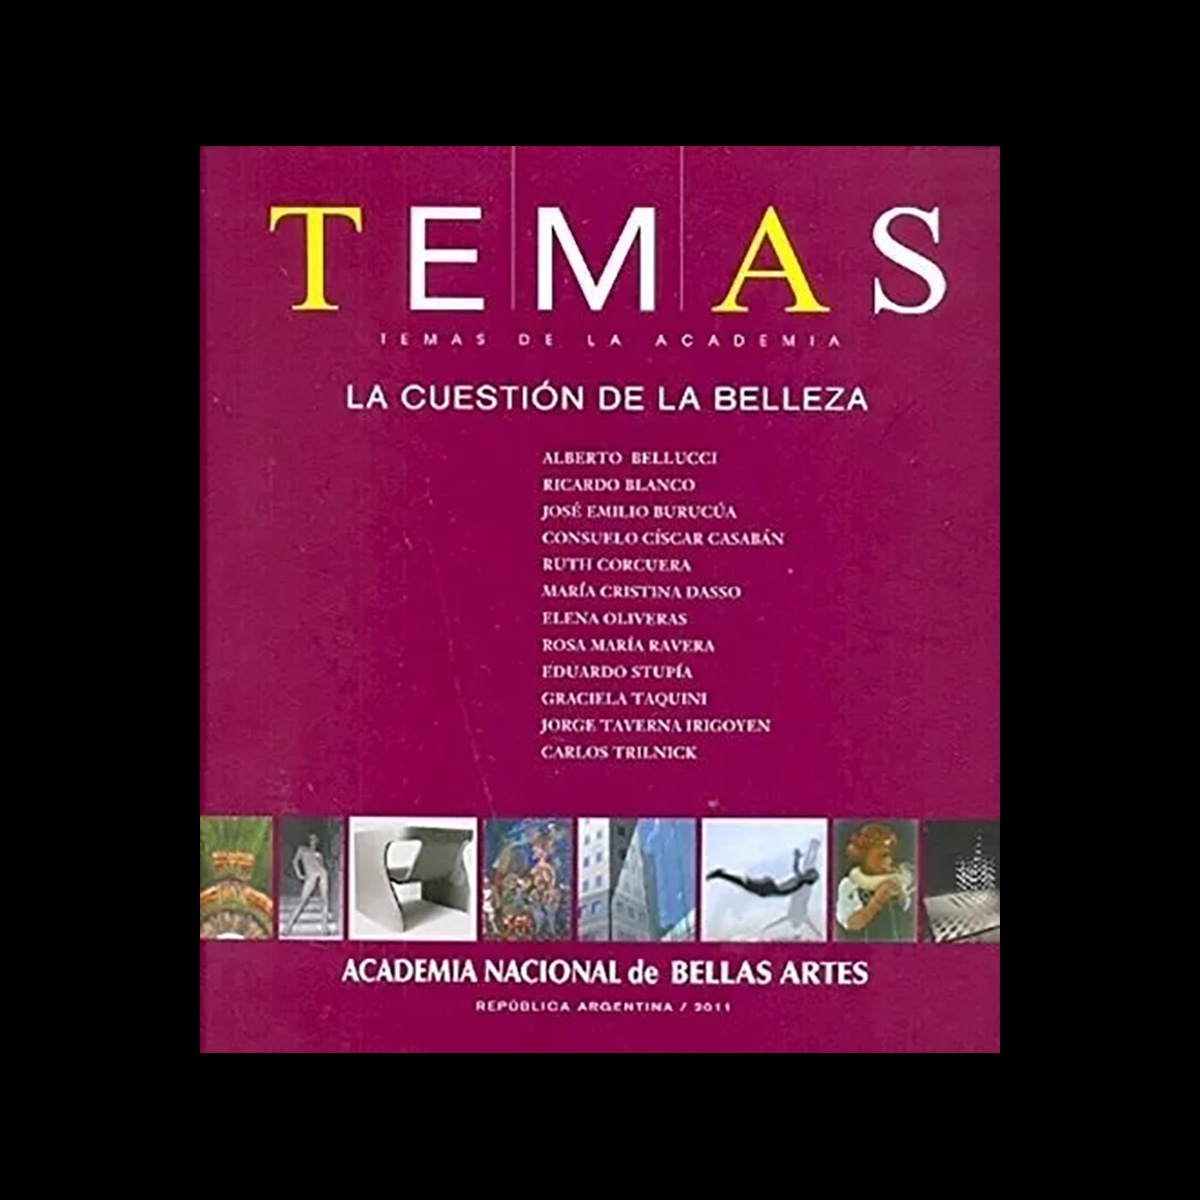 TEMAS
TEMAS DE LA ACADEMIA
LA CUESTIÓN DE LA BELLEZA
ALBERTO BELLUCCI
RICARDO BLANCO
JOSÉ EMILIO BURUCÚA
CONSUELO CÍSCAR CASABÁN
RUTH CORCUERA
MARÍA CRISTINA DASSO
ELENA OLIVERAS
ROSA MARÍA RAVERA
EDUARDO STUPÍA
GRACIELA TAQUINI
JORGE TAVERNA IRIGOYEN
CARLOS TRILNICK
ACADEMIA NACIONAL de BELLAS ARTES
REPÚBLICA ARGENTINA / 2011